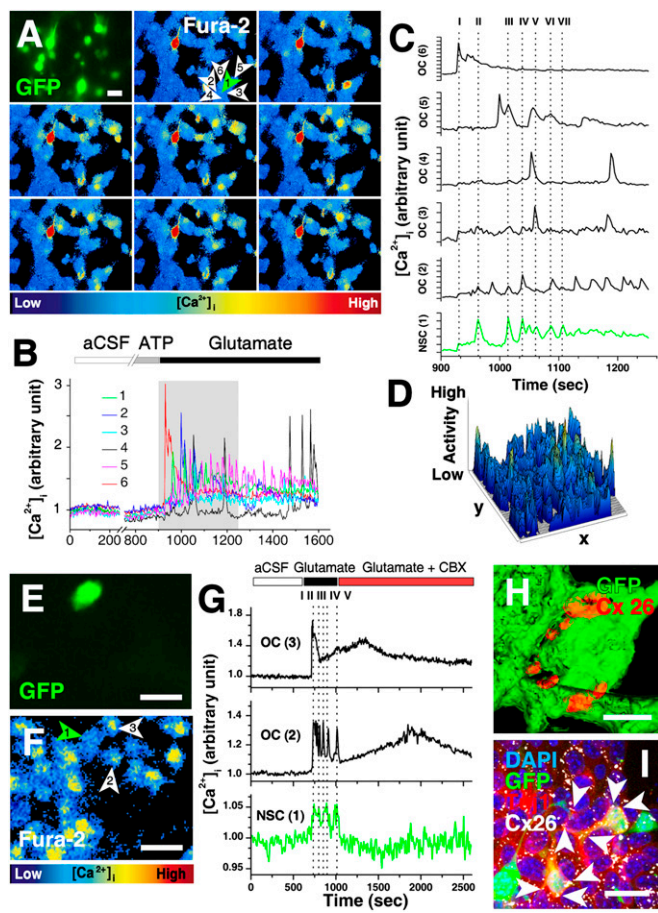 A
GFP
Fura-2
6
5
2
1
4
3
Low [Ca²⁺]i High
B
aCSF ATP Glutamate
[Ca²⁺]i (arbitrary unit)
3
2
1
1
2
3
4
5
6
0 200 800 1000 1200 1400 1600
C
I II III IV V VI VII
[Ca²⁺]i (arbitrary unit)
OC (6)
OC (5)
OC (4)
OC (3)
OC (2)
NSC (1)
900 1000 1100 1200
Time (sec)
D
High
Activity
Low
y
x
E
GFP
F
1
3
2
Fura-2
Low [Ca²⁺]i High
G
aCSF Glutamate Glutamate + CBX
I II III IV V
[Ca²⁺]i (arbitrary unit)
1.8
OC (3)
1.4
1.0
1.4
OC (2)
1.2
1.0
1.05
NSC (1)
1.00
0.95
0 500 1000 1500 2000 2500
Time (sec)
H
GFP
Cx 26
I
DAPI
GFP
Cx26